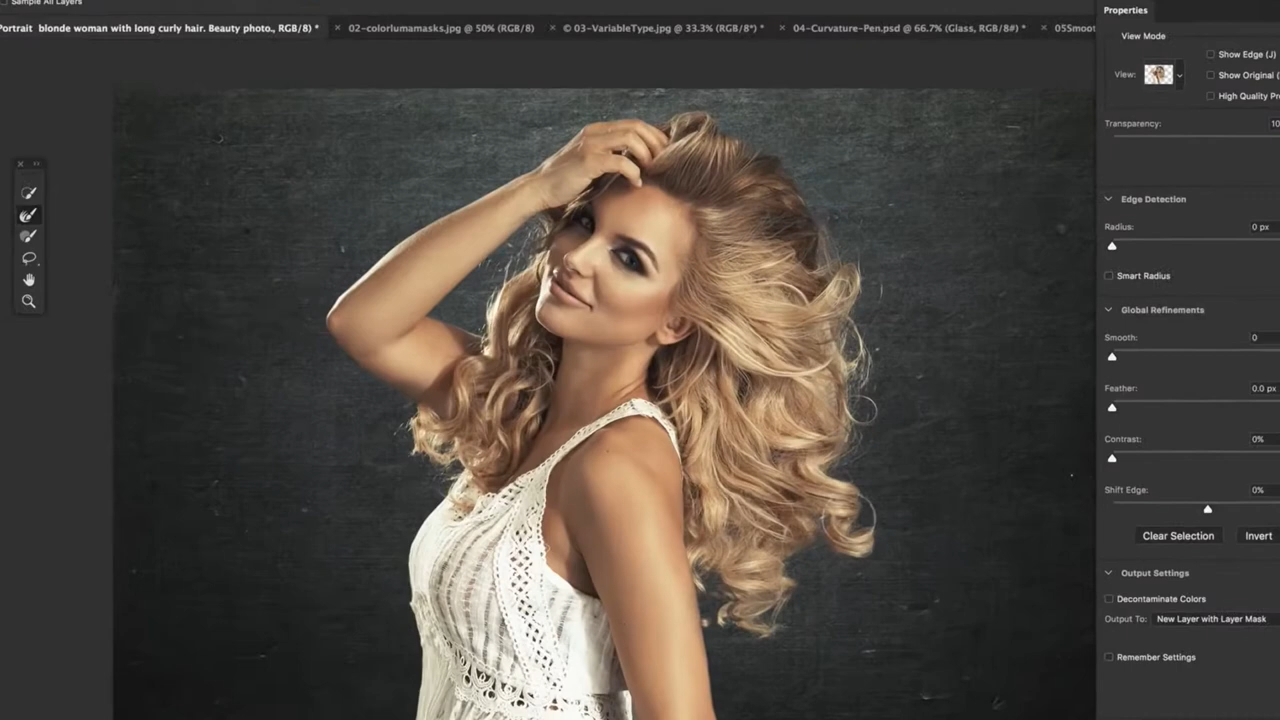 Sample All Layers
Portrait blonde woman with long curly hair. Beauty photo., RGB/8) *
× 02-colorlumamasks.jpg @ 50% (RGB/8)
× © 03-VariableType.jpg @ 33.3% (RGB/8*) *
× 04-Curvature-Pen.psd @ 66.7% (Glass, RGB/8#) *
× 05Smoot
Properties
View Mode
View:
Show Edge (J)
Show Original (
High Quality Pr
Transparency: 10
Edge Detection
Radius: 0 px
Smart Radius
Global Refinements
Smooth: 0
Feather: 0.0 px
Contrast: 0%
Shift Edge: 0%
Clear Selection Invert
Output Settings
Decontaminate Colors
Output To: New Layer with Layer Mask
Remember Settings